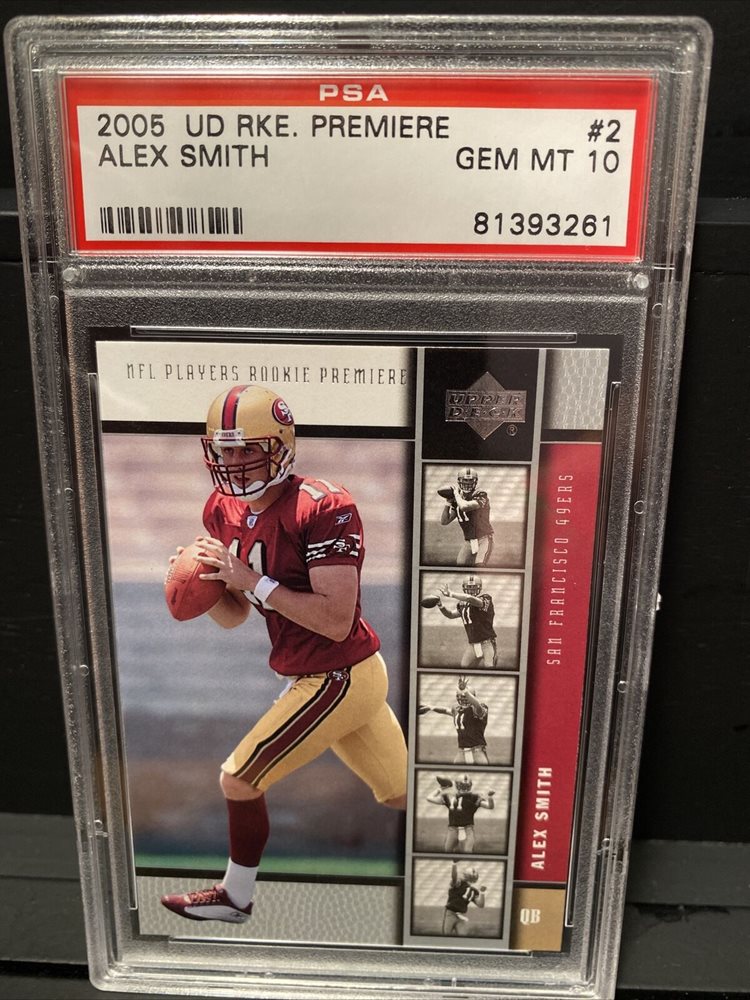 PSA
2005 UD RKE. PREMIERE #2
ALEX SMITH GEM MT 10
81393261
NFL PLAYERS ROOKIE PREMIERE
UPPER
DECK
®
11
SAN FRANCISCO 49ERS
ALEX SMITH
QB